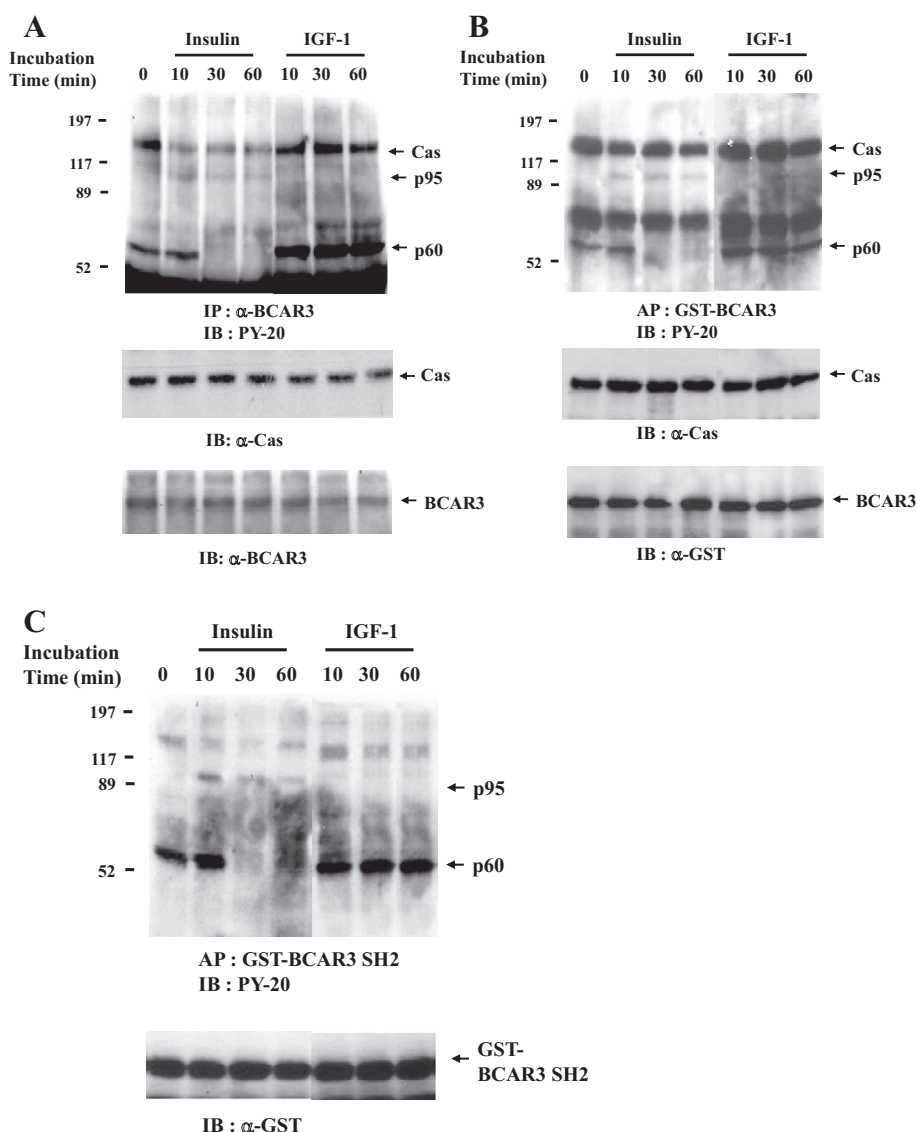 A
Insulin IGF-1
Incubation
Time (min) 0 10 30 60 10 30 60
197
117
89
52
Cas
p95
p60
IP : α-BCAR3
IB : PY-20
Cas
IB: α-Cas
BCAR3
IB: α-BCAR3
B
Insulin IGF-1
Incubation
Time (min) 0 10 30 60 10 30 60
197
117
89
52
Cas
p95
p60
AP : GST-BCAR3
IB : PY-20
Cas
IB : α-Cas
BCAR3
IB : α-GST
C
Insulin IGF-1
Incubation
Time (min) 0 10 30 60 10 30 60
197
117
89
52
p95
p60
AP : GST-BCAR3 SH2
IB : PY-20
GST-
BCAR3 SH2
IB : α-GST